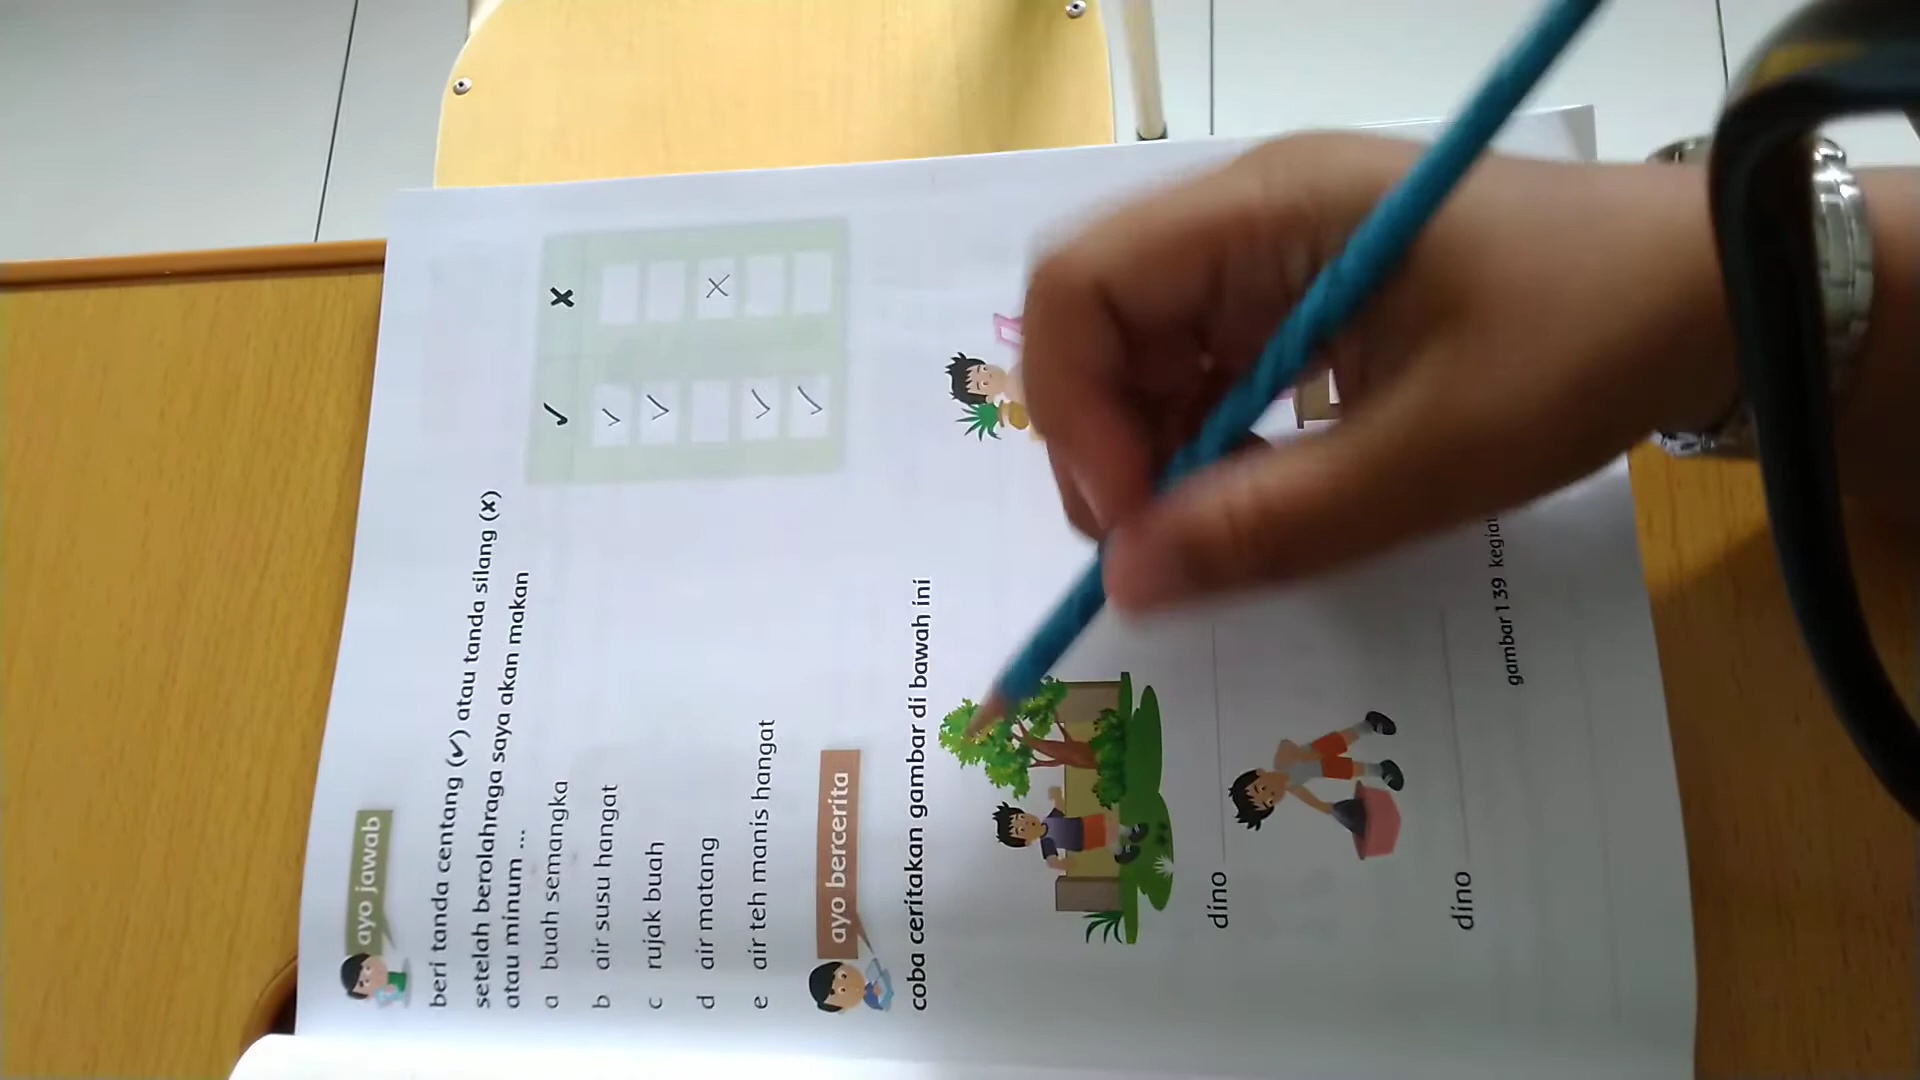 ayo jawab
beri tanda centang (✓) atau tanda silang (x)
setelah berolahraga saya akan makan
atau minum ...
✓ x
a buah semangka ✓
b air susu hangat ✓
c rujak buah x
d air matang ✓
e air teh manis hangat ✓
ayo bercerita
coba ceritakan gambar di bawah ini
dino
dino
gambar 1 39